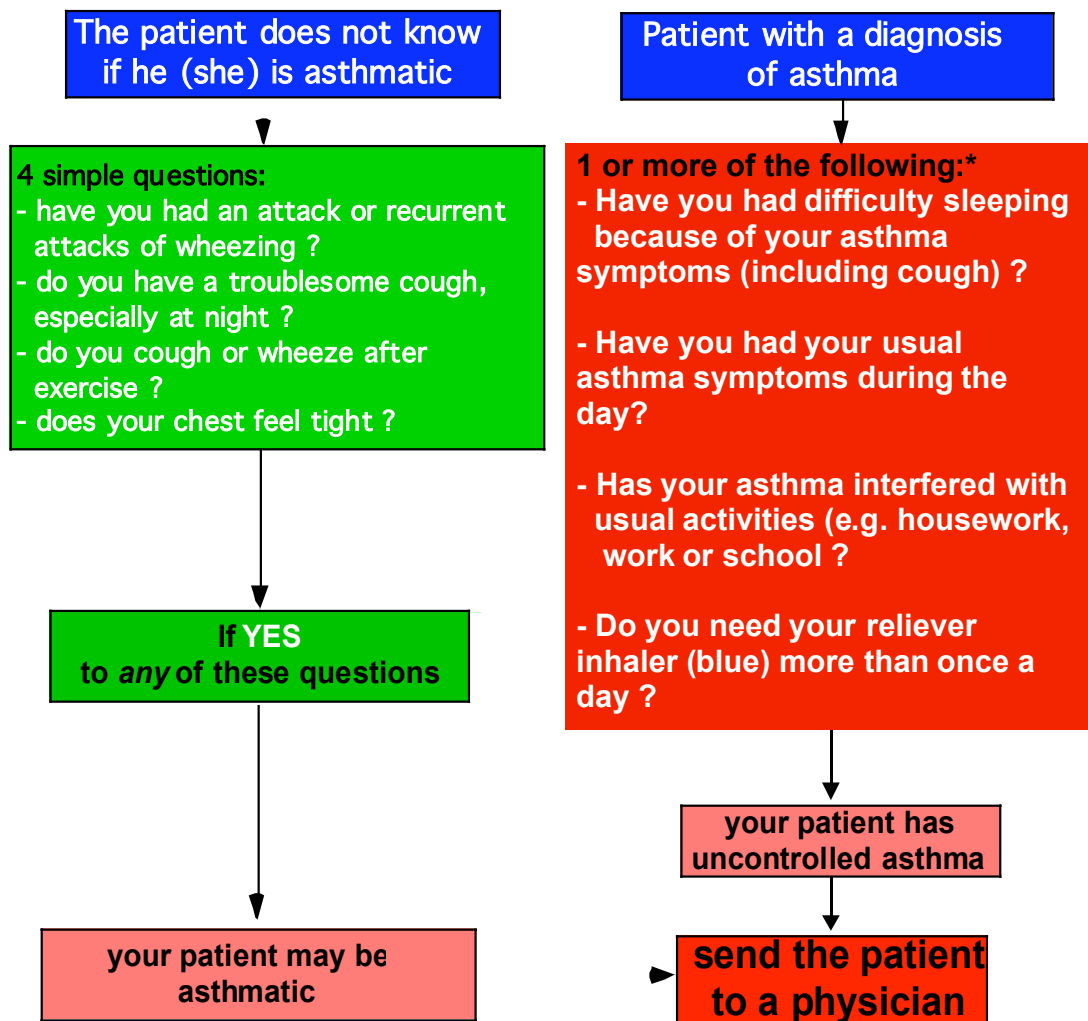 The patient does not know
if he (she) is asthmatic
4 simple questions:
- have you had an attack or recurrent
attacks of wheezing ?
- do you have a troublesome cough,
especially at night ?
- do you cough or wheeze after
exercise ?
- does your chest feel tight ?
If YES
to any of these questions
your patient may be
asthmatic
Patient with a diagnosis
of asthma
1 or more of the following:*
- Have you had difficulty sleeping
because of your asthma
symptoms (including cough) ?
- Have you had your usual
asthma symptoms during the
day?
- Has your asthma interfered with
usual activities (e.g. housework,
work or school ?
- Do you need your reliever
inhaler (blue) more than once a
day ?
your patient has
uncontrolled asthma
send the patient
to a physician